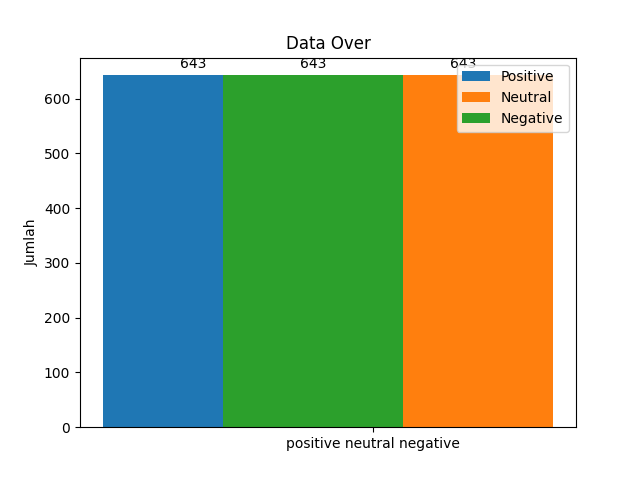 Data Over
643 643 643
Positive
Neutral
Negative
600
500
400
300
200
100
0
Jumlah
positive neutral negative